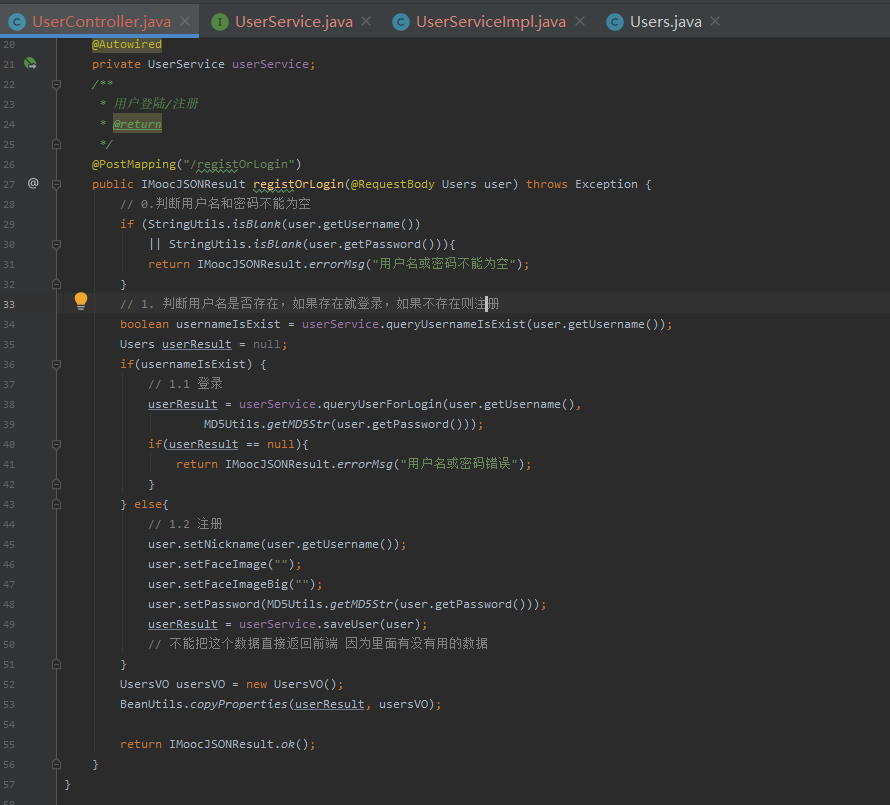 UserController.java UserService.java UserServiceImpl.java Users.java
20 @Autowired
21 private UserService userService;
22 /**
23 * 用户登陆/注册
24 * @return
25 */
26 @PostMapping("/registOrLogin")
27 public IMoocJSONResult registOrLogin(@RequestBody Users user) throws Exception {
28 // 0.判断用户名和密码不能为空
29 if (StringUtils.isBlank(user.getUsername())
30 || StringUtils.isBlank(user.getPassword())){
31 return IMoocJSONResult.errorMsg("用户名或密码不能为空");
32 }
33 // 1. 判断用户名是否存在，如果存在就登录，如果不存在则注册
34 boolean usernameIsExist = userService.queryUsernameIsExist(user.getUsername());
35 Users userResult = null;
36 if(usernameIsExist) {
37 // 1.1 登录
38 userResult = userService.queryUserForLogin(user.getUsername(),
39 MD5Utils.getMD5Str(user.getPassword()));
40 if(userResult == null){
41 return IMoocJSONResult.errorMsg("用户名或密码错误");
42 }
43 } else{
44 // 1.2 注册
45 user.setNickname(user.getUsername());
46 user.setFaceImage("");
47 user.setFaceImageBig("");
48 user.setPassword(MD5Utils.getMD5Str(user.getPassword()));
49 userResult = userService.saveUser(user);
50 // 不能把这个数据直接返回前端 因为里面有没有用的数据
51 }
52 UsersVO usersVO = new UsersVO();
53 BeanUtils.copyProperties(userResult, usersVO);
54
55 return IMoocJSONResult.ok();
56 }
57 }